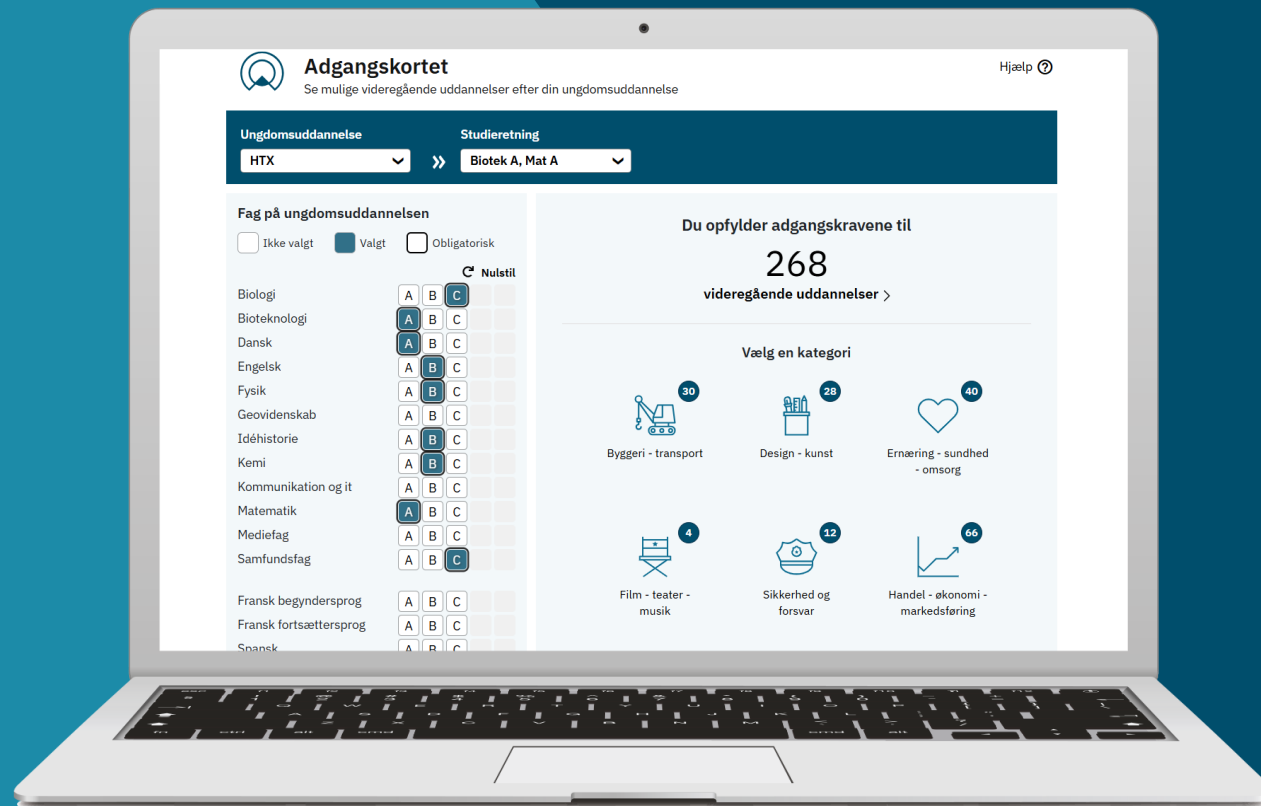 Adgangskortet
Se mulige videregående uddannelser efter din ungdomsuddannelse
Hjælp
Ungdomsuddannelse
Studieretning
HTX
Biotek A, Mat A
Fag på ungdomsuddannelsen
Ikke valgt Valgt Obligatorisk
Nulstil
Biologi A B C
Bioteknologi A B C
Dansk A B C
Engelsk A B C
Fysik A B C
Geovidenskab A B C
Idéhistorie A B C
Kemi A B C
Kommunikation og it A B C
Matematik A B C
Mediefag A B C
Samfundsfag A B C
Fransk begyndersprog A B C
Fransk fortsættersprog A B C
Spansk A B C
Du opfylder adgangskravene til
268
videregående uddannelser
Vælg en kategori
30
Byggeri - transport
28
Design - kunst
40
Ernæring - sundhed
- omsorg
4
Film - teater -
musik
12
Sikkerhed og
forsvar
66
Handel - økonomi -
markedsføring